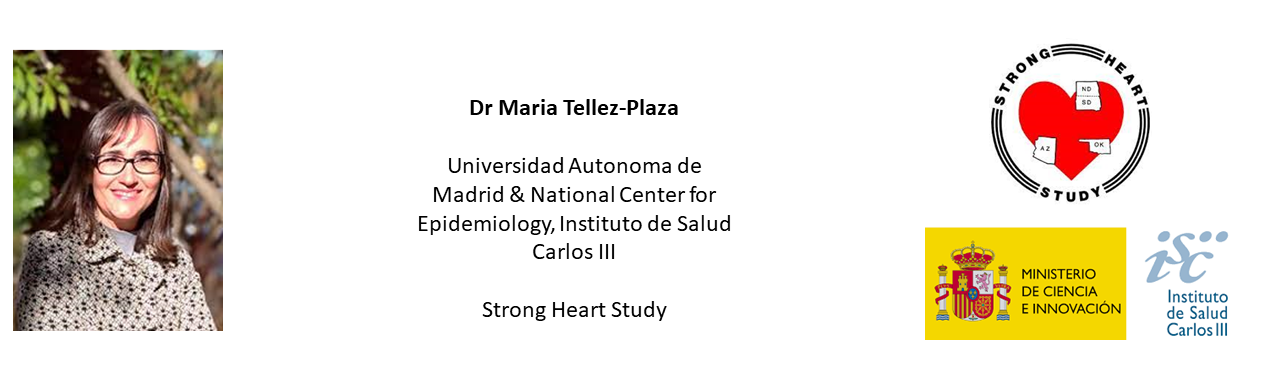 Dr Maria Tellez-Plaza
Universidad Autonoma de
Madrid & National Center for
Epidemiology, Instituto de Salud
Carlos III
Strong Heart Study
STRONG HEART
ND
SD
AZ
OK
STUDY
MINISTERIO
DE CIENCIA
E INNOVACIÓN
isciii
Instituto
de Salud
Carlos III